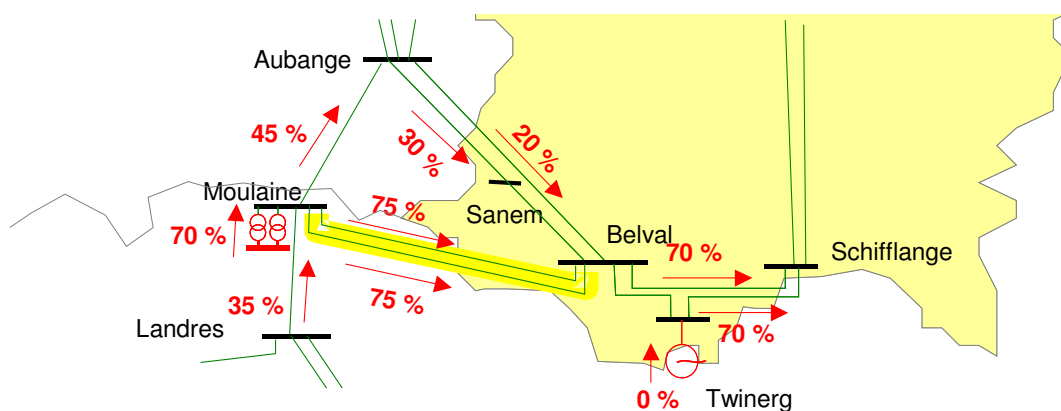 Aubange
45 %
30 %
20 %
Moulaine
75 %
Sanem
Belval
70 %
70 %
Schifflange
75 %
35 %
Landres
70 %
0 %
Twinerg